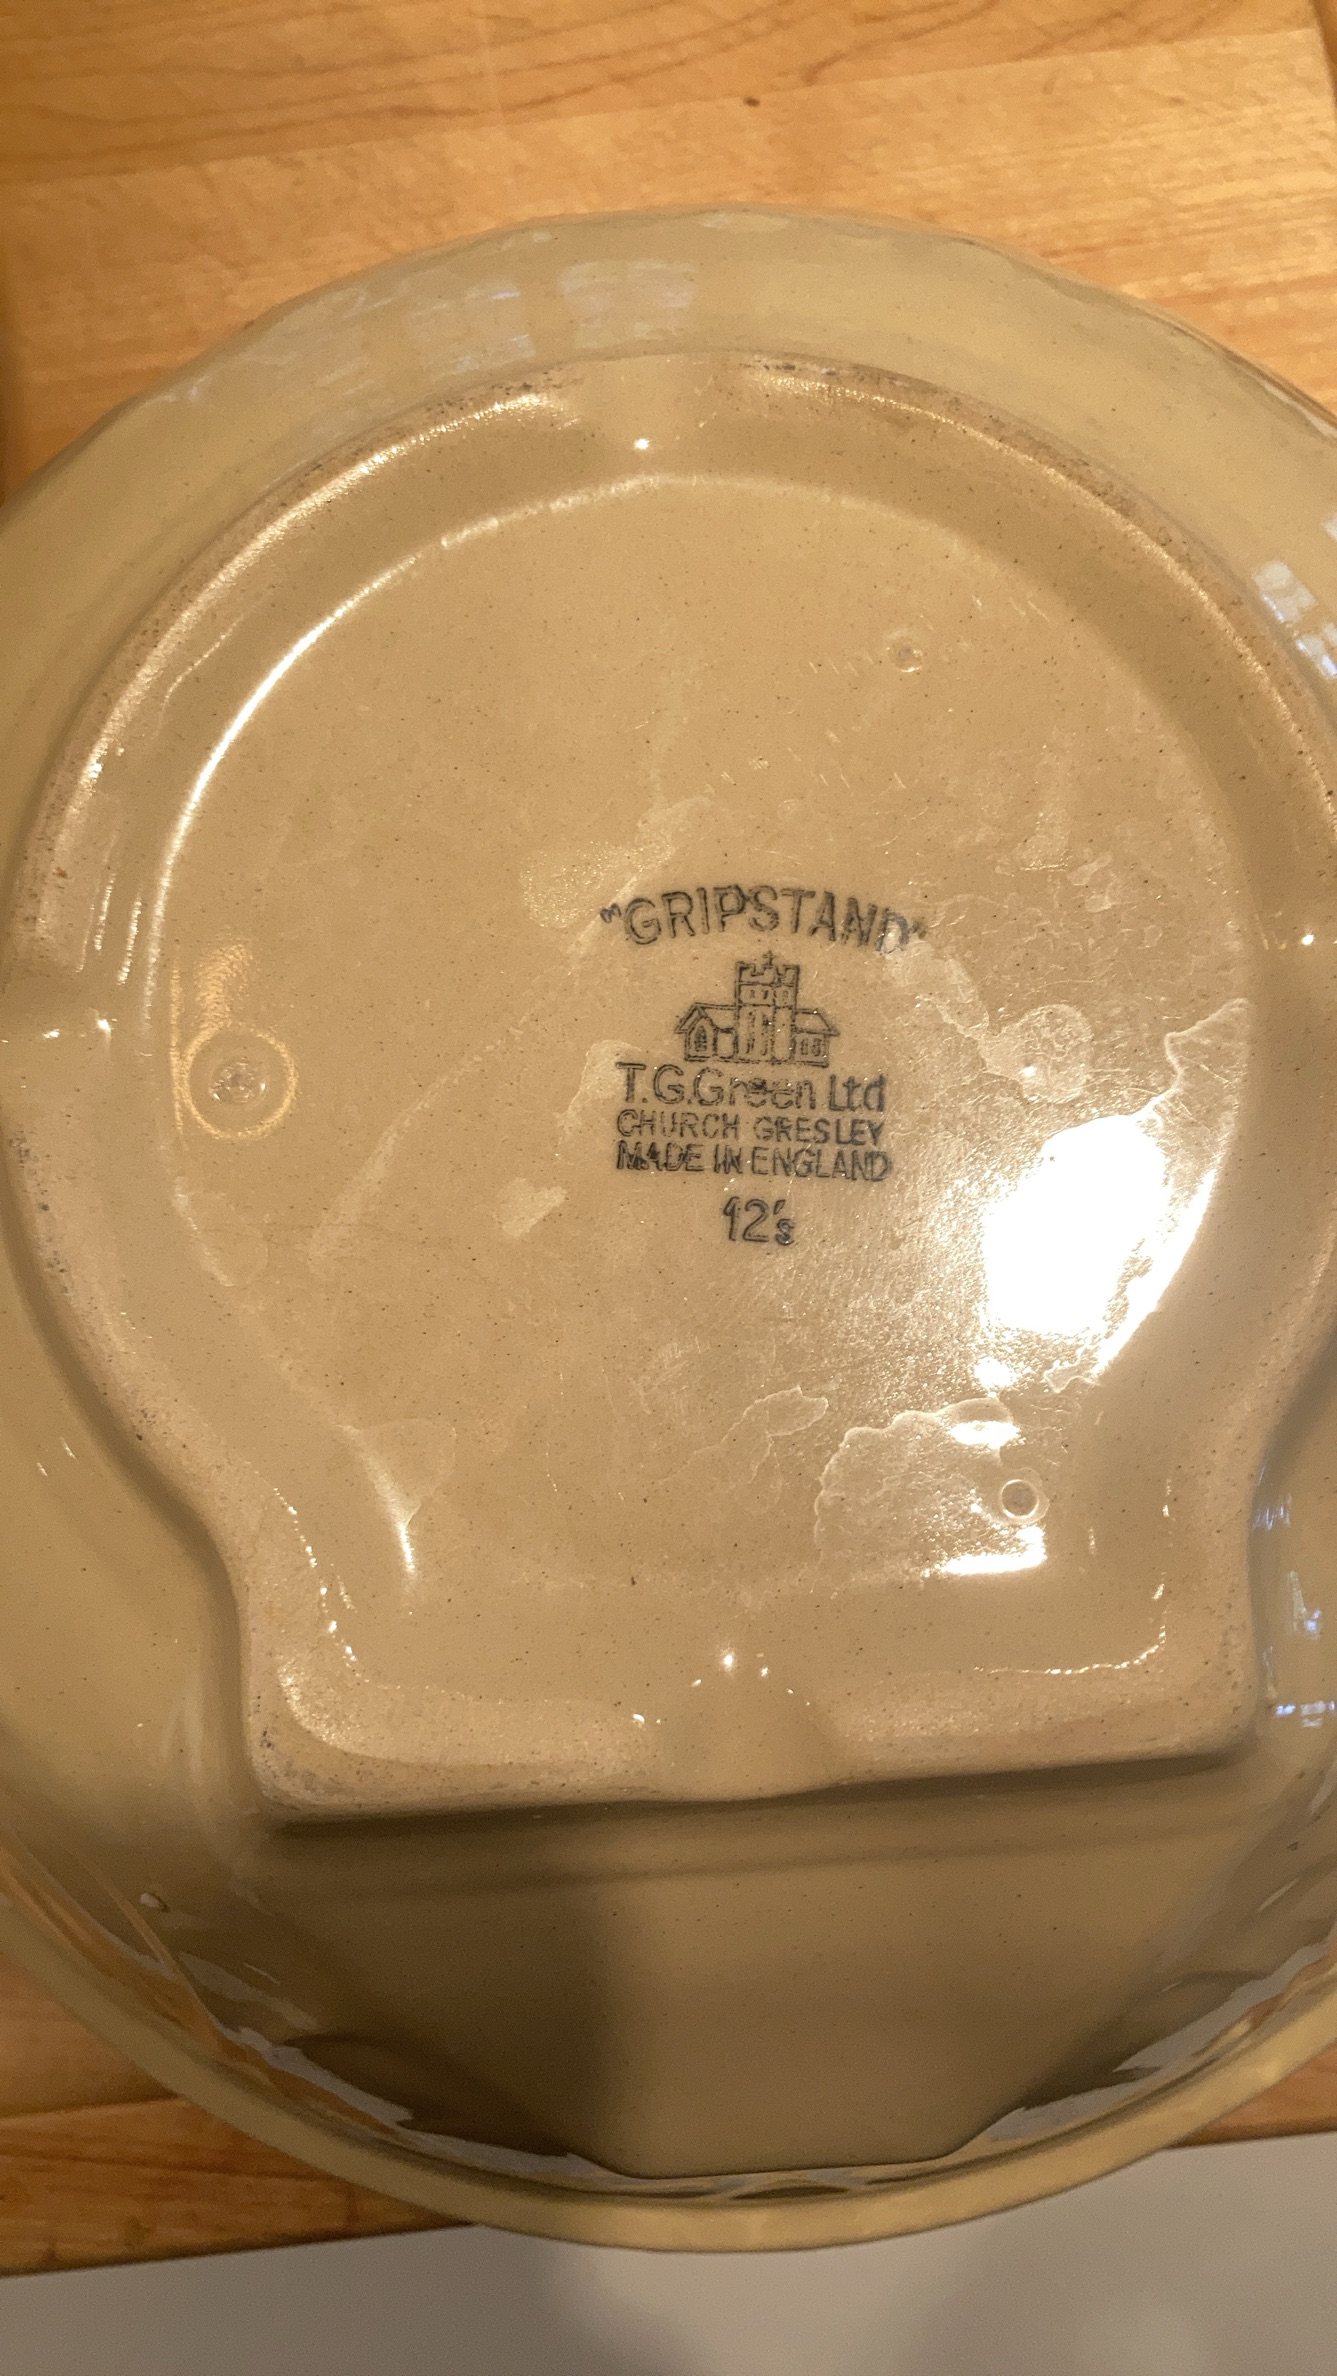 "GRIPSTAND"
T.G.Green Ltd
CHURCH GRESLEY
MADE IN ENGLAND
12's